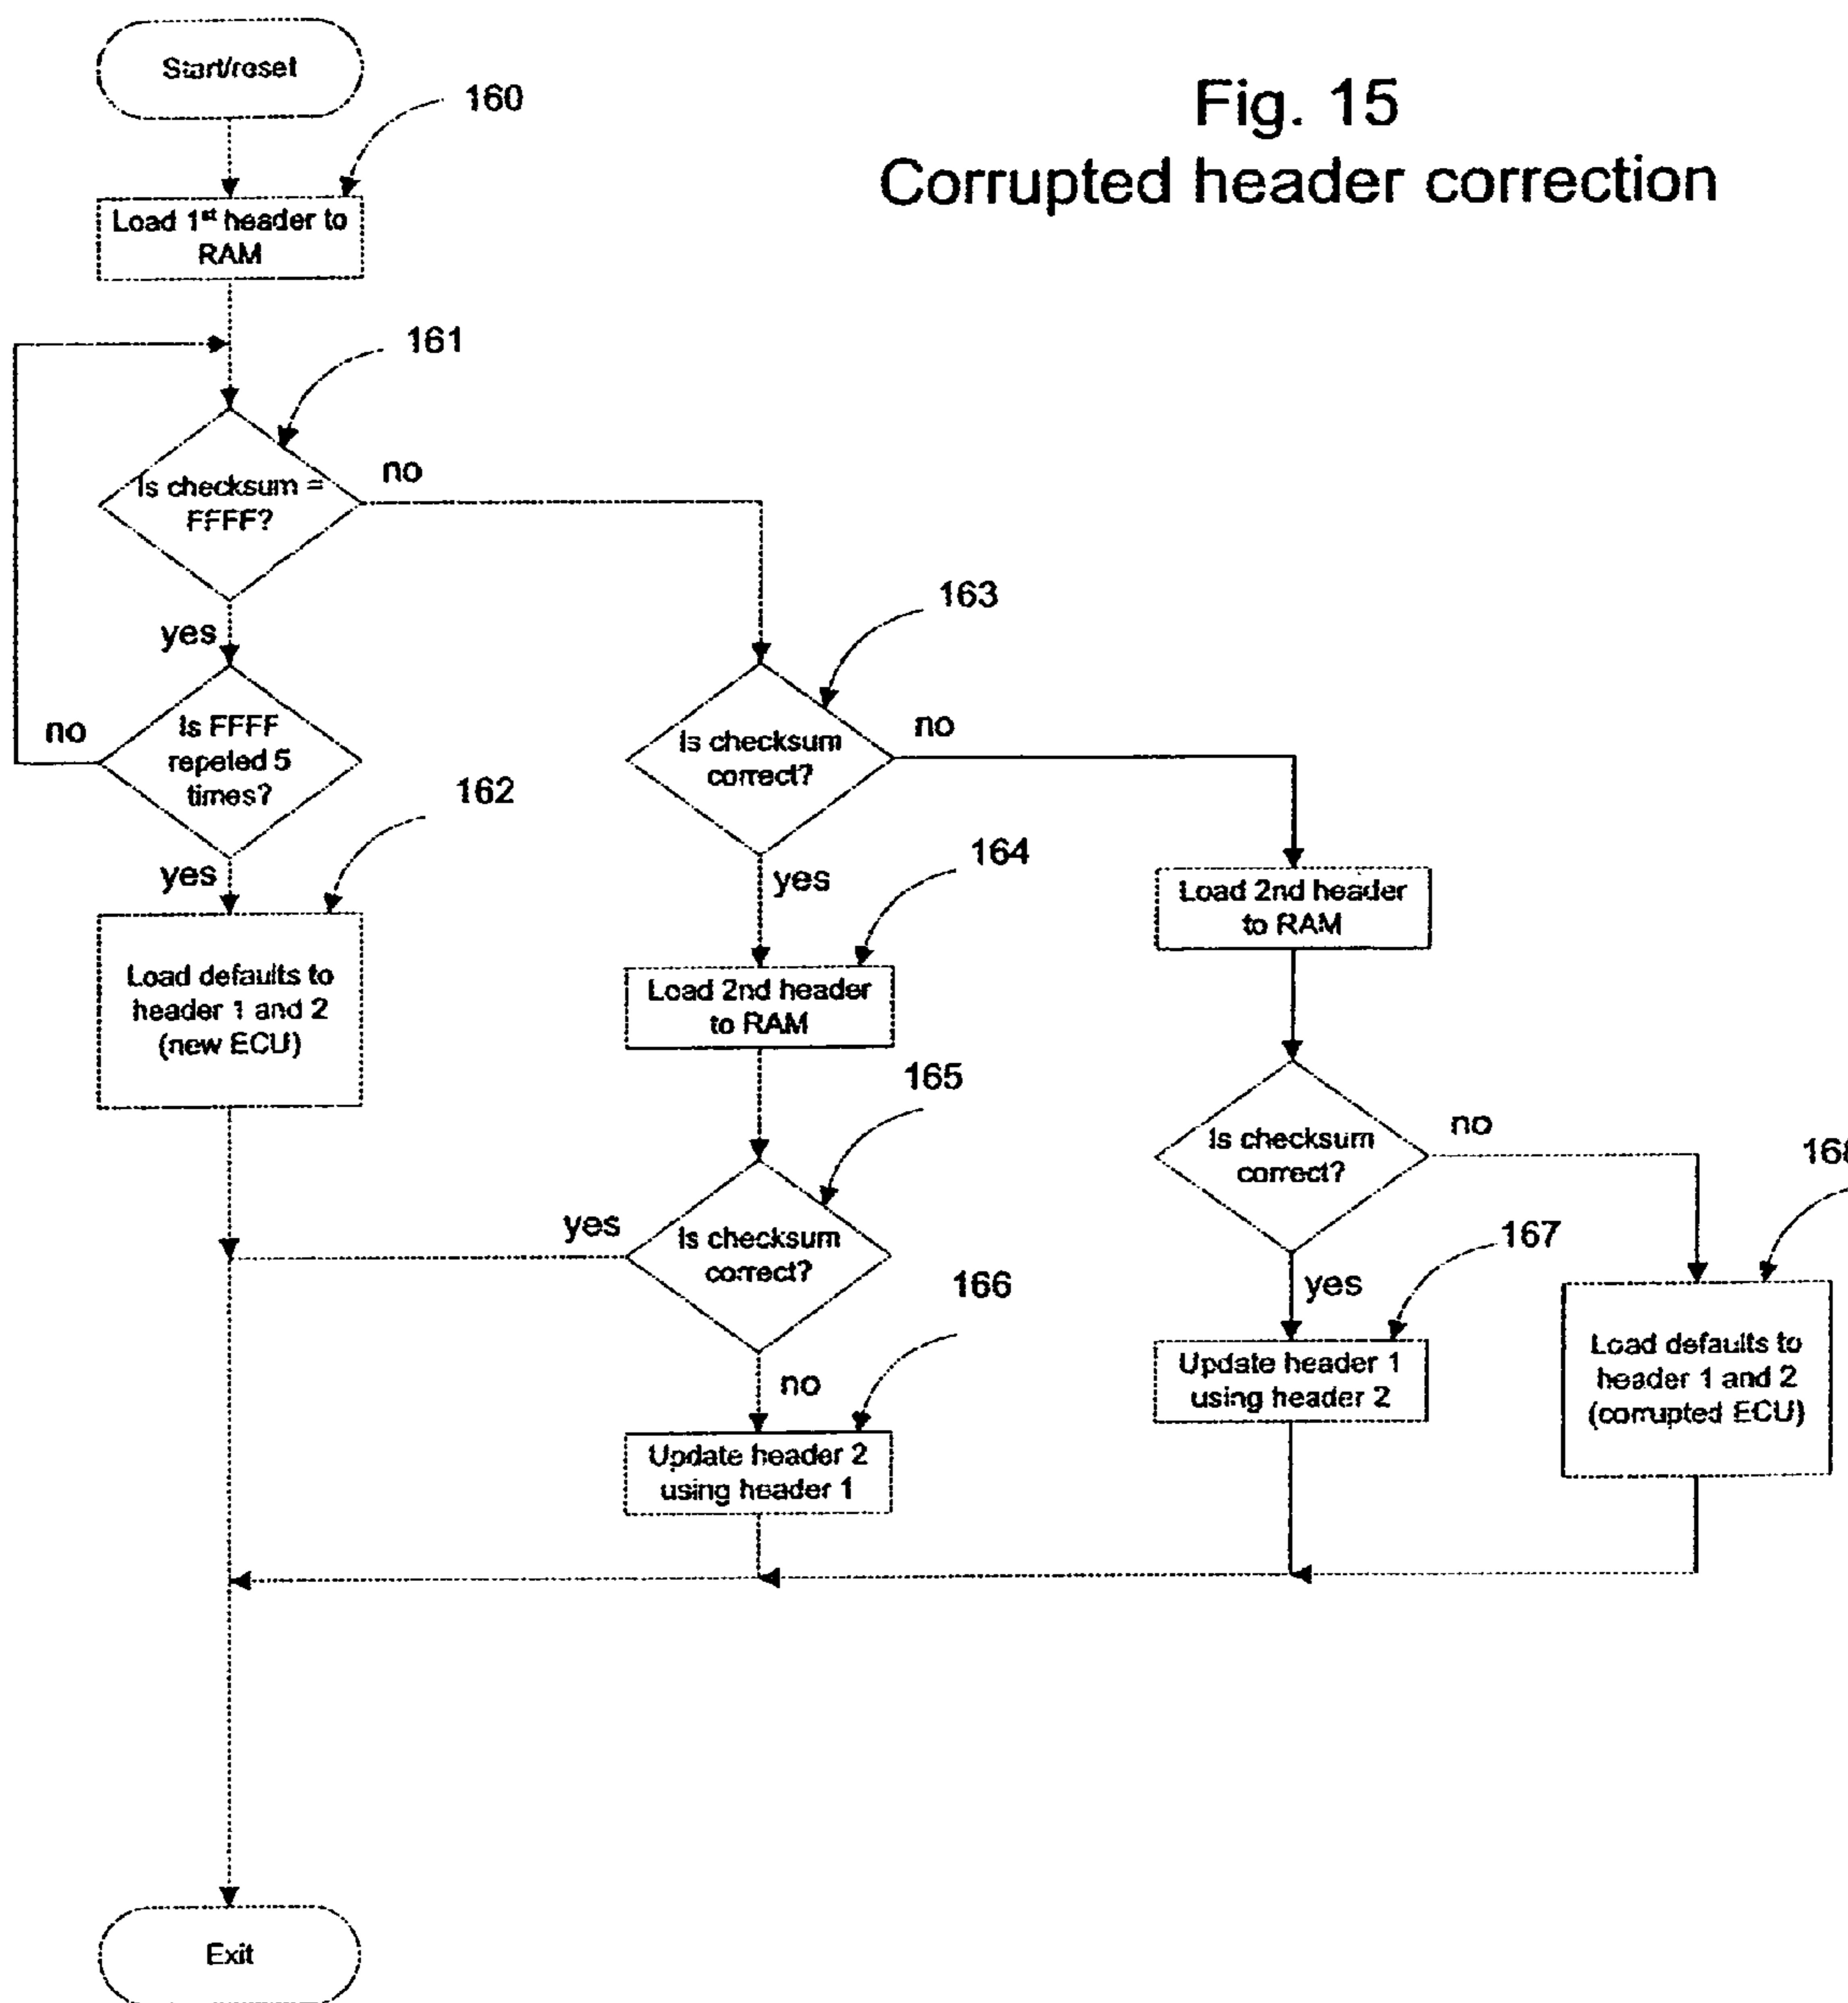 Fig. 15
Corrupted header correction
Start/reset
160
Load 1st header to
RAM
161
Is checksum =
FFFF?
no
yes
163
Is FFFF
repeted 5
times?
no
162
yes
Is checksum
correct?
no
164
yes
Load defaults to
header 1 and 2
(new ECU)
Load 2nd header
to RAM
Load 2nd header
to RAM
165
Is checksum
correct?
yes
no
166
Update header 2
using header 1
Is checksum
correct?
no
yes
167
Update header 1
using header 2
168
Load defaults to
header 1 and 2
(corrupted ECU)
Exit